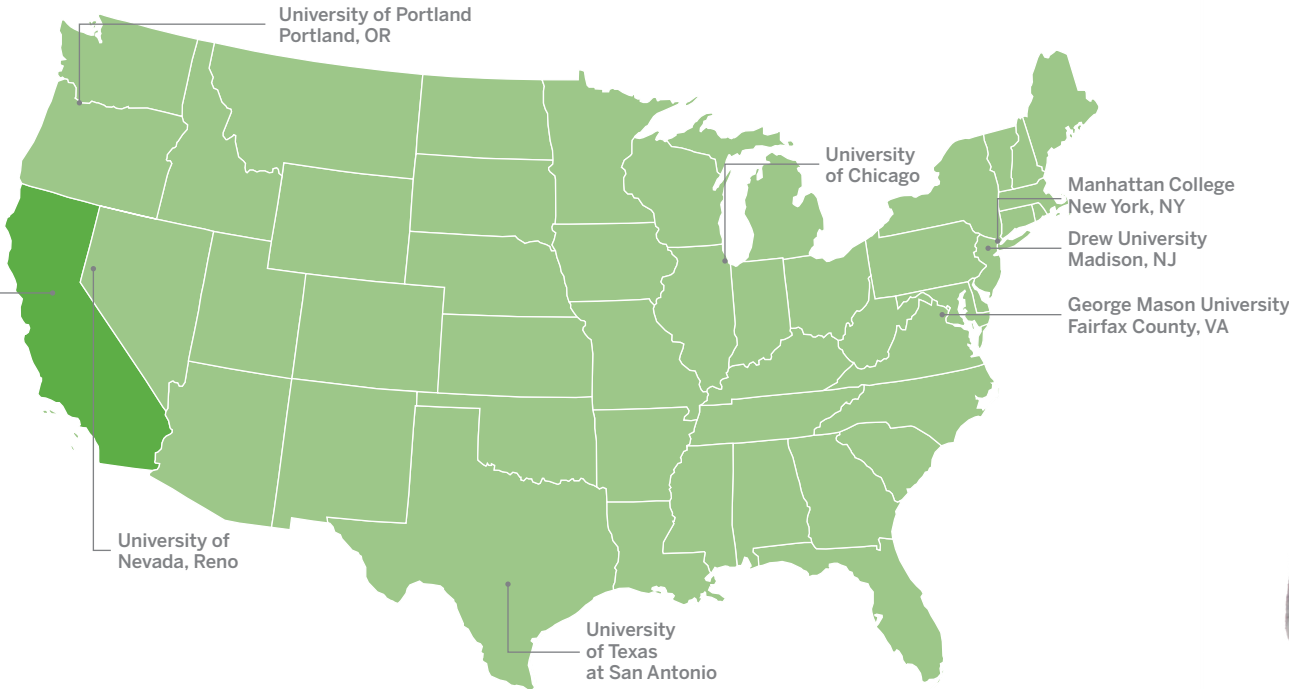 University of Portland
Portland, OR
University
of Chicago
Manhattan College
New York, NY
Drew University
Madison, NJ
George Mason University
Fairfax County, VA
University of
Nevada, Reno
University
of Texas
at San Antonio